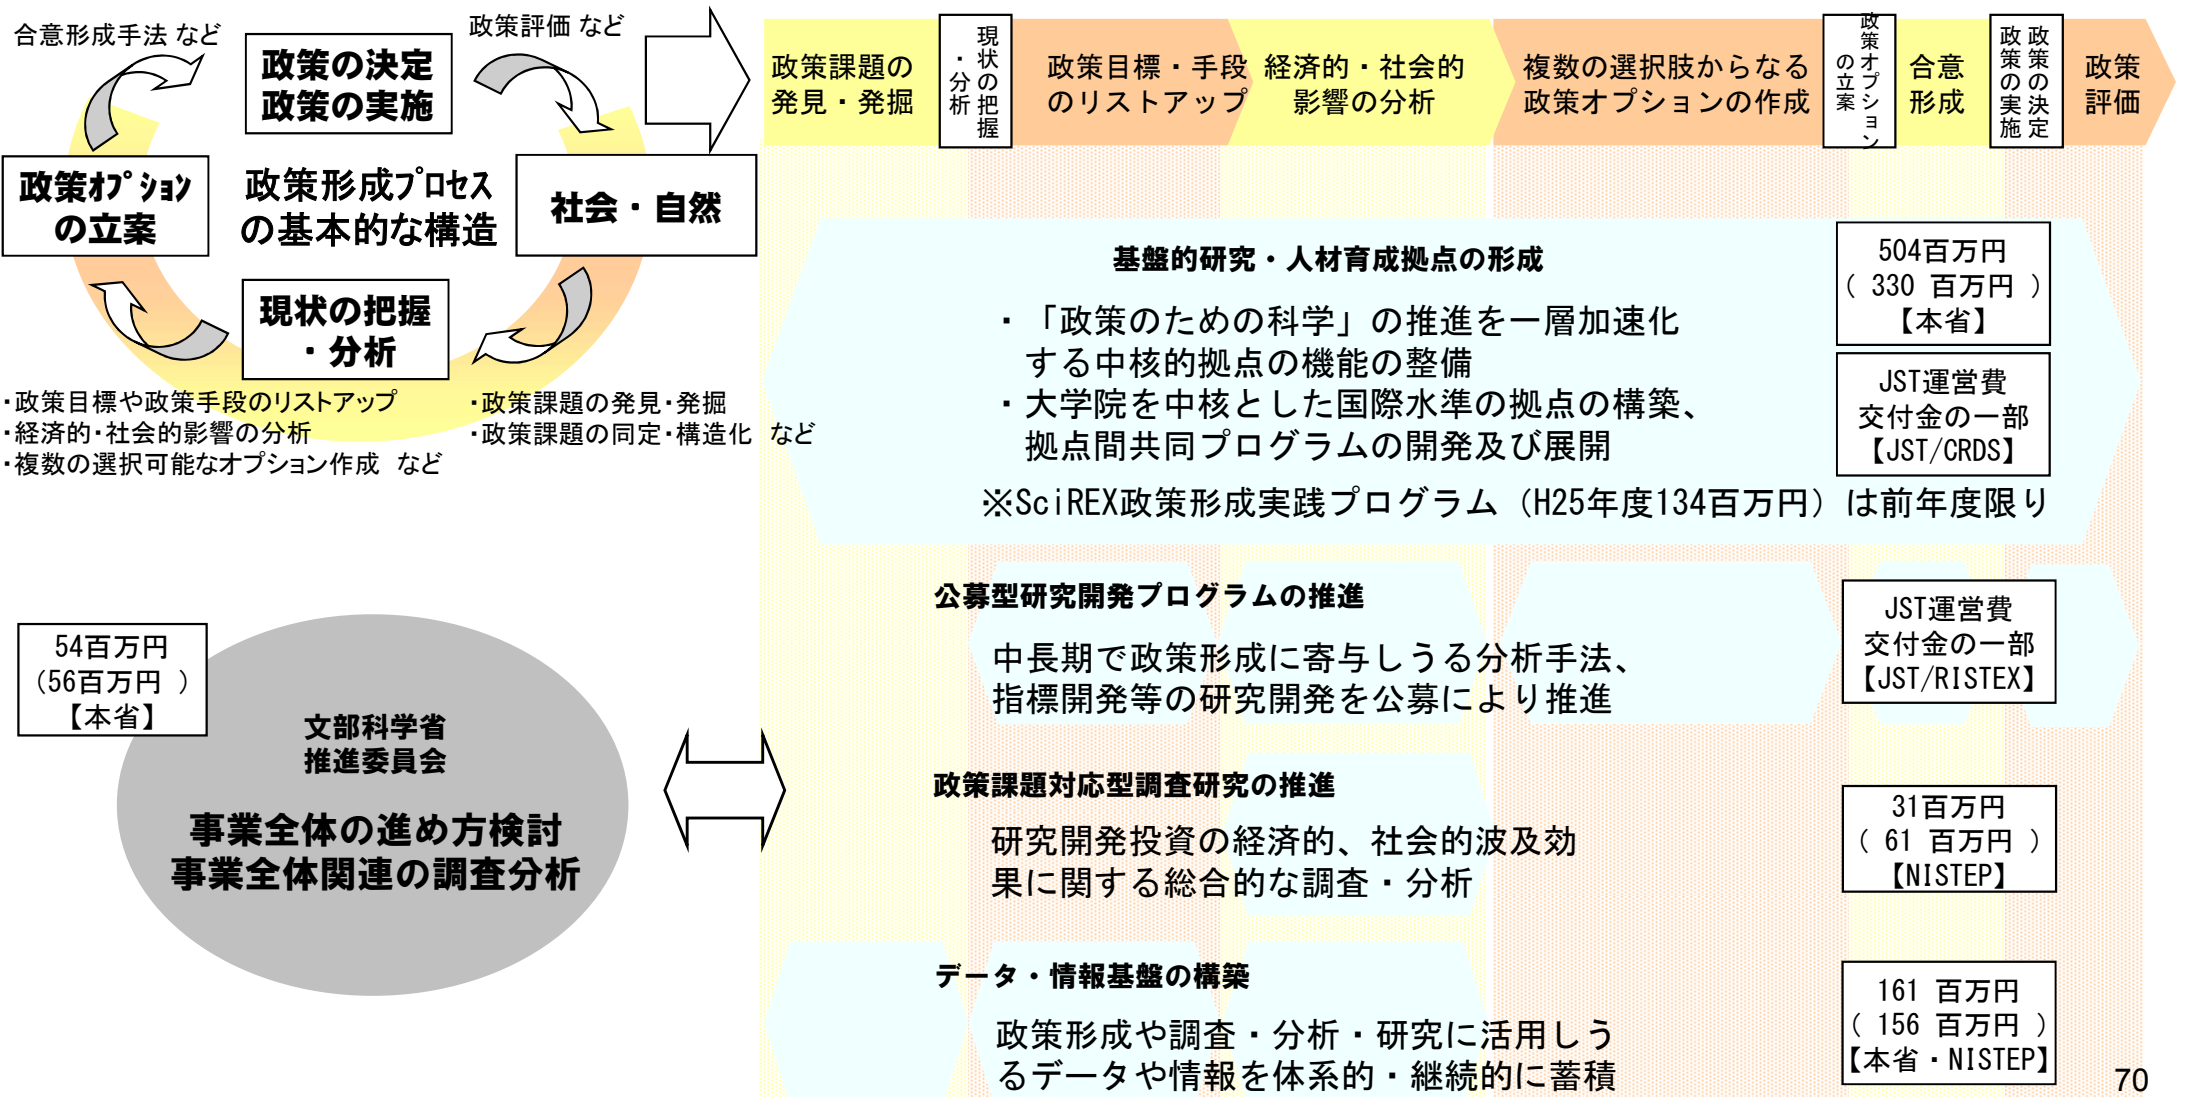 合意形成手法 など
政策評価 など
政策の決定
政策の実施
政策ｵﾌﾟｼｮﾝ
の立案
政策形成ﾌﾟﾛｾｽ
の基本的な構造
社会・自然
現状の把握
・分析
・政策目標や政策手段のリストアップ
・経済的・社会的影響の分析
・複数の選択可能なオプション作成 など
・政策課題の発見・発掘
・政策課題の同定・構造化 など
政策課題の
発見・発掘
現状の把握
・分析
政策目標・手段
のリストアップ
経済的・社会的
影響の分析
複数の選択肢からなる
政策オプションの作成
政策オプション
の立案
合意
形成
政策の決定
政策の実施
政策
評価
基盤的研究・人材育成拠点の形成
・「政策のための科学」の推進を一層加速化
する中核的拠点の機能の整備
・大学院を中核とした国際水準の拠点の構築、
拠点間共同プログラムの開発及び展開
※SciREX政策形成実践プログラム（H25年度134百万円）は前年度限り
504百万円
（ 330 百万円 ）
【本省】
JST運営費
交付金の一部
【JST/CRDS】
公募型研究開発プログラムの推進
中長期で政策形成に寄与しうる分析手法、
指標開発等の研究開発を公募により推進
JST運営費
交付金の一部
【JST/RISTEX】
54百万円
（56百万円 ）
【本省】
文部科学省
推進委員会
事業全体の進め方検討
事業全体関連の調査分析
政策課題対応型調査研究の推進
研究開発投資の経済的、社会的波及効
果に関する総合的な調査・分析
31百万円
（ 61 百万円 ）
【NISTEP】
データ・情報基盤の構築
政策形成や調査・分析・研究に活用しう
るデータや情報を体系的・継続的に蓄積
161 百万円
（ 156 百万円 ）
【本省・NISTEP】
70